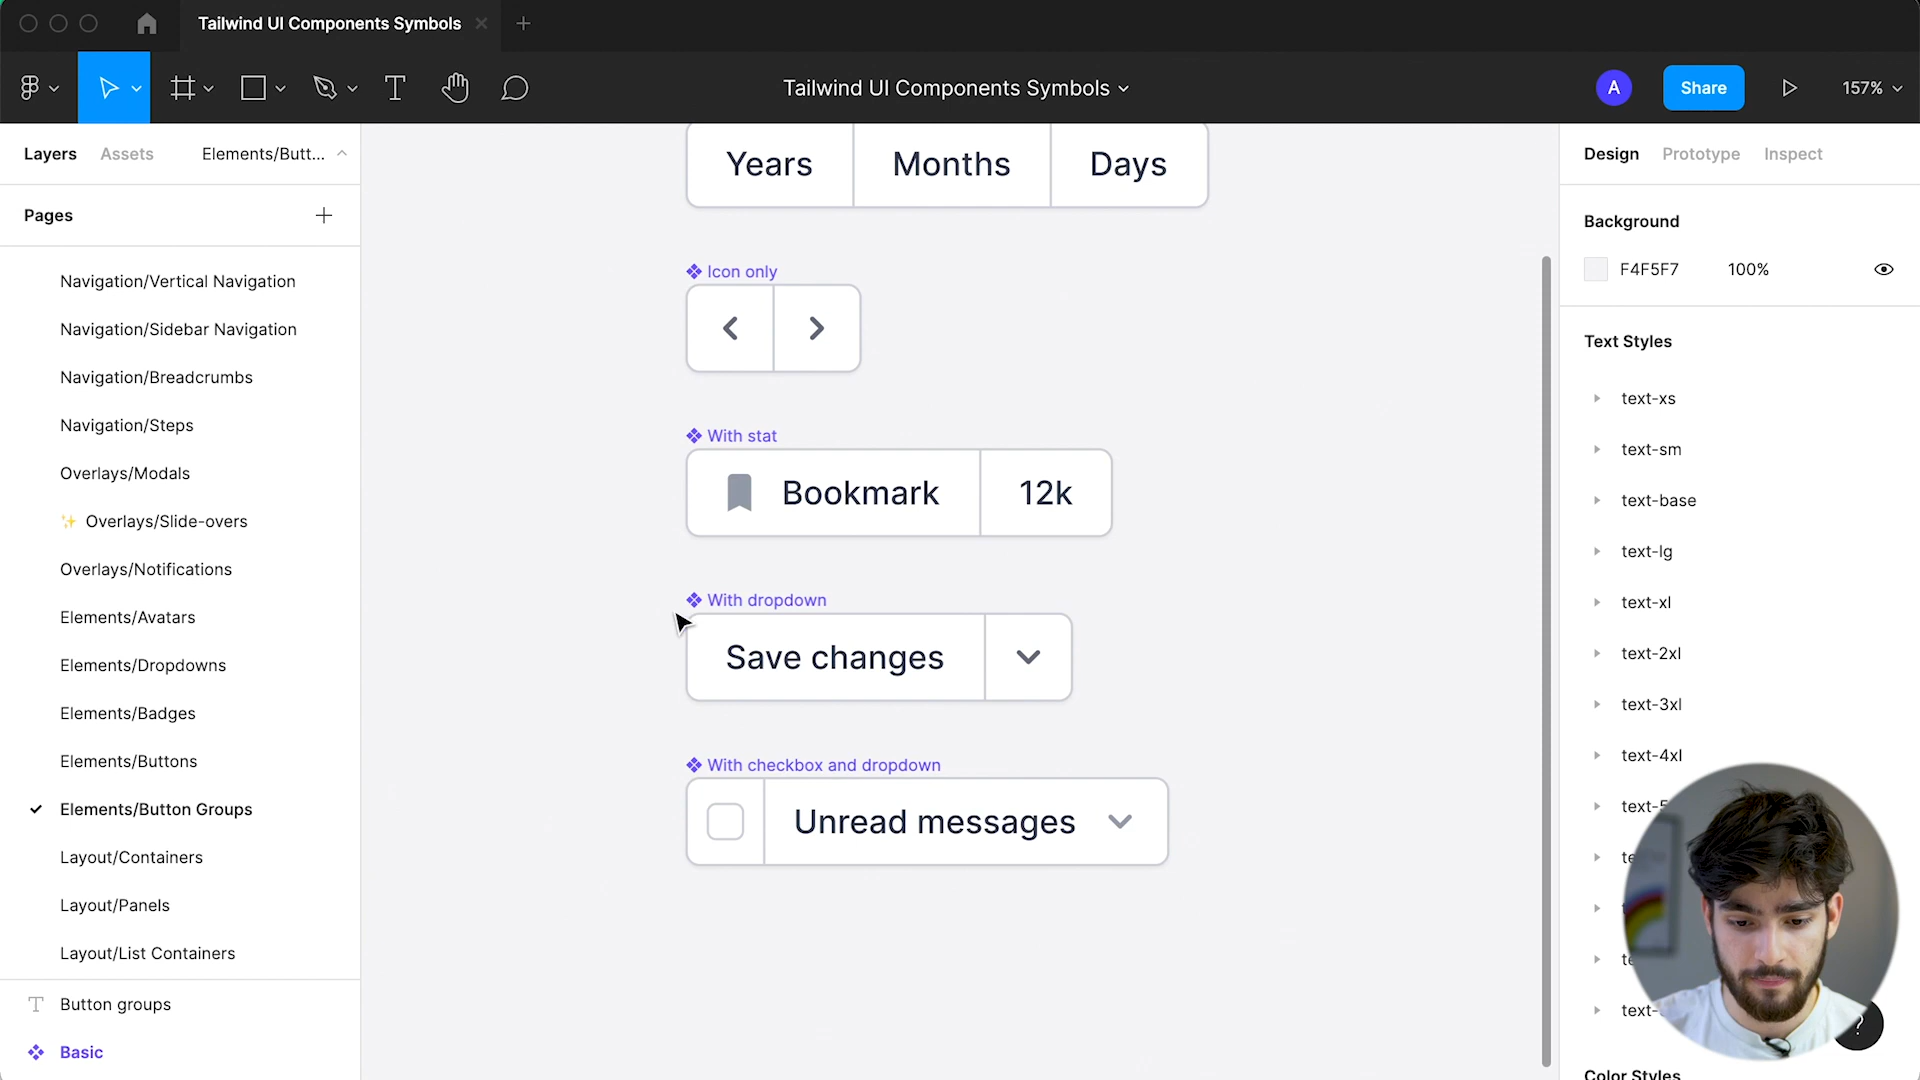 Tailwind UI Components Symbols
Tailwind UI Components Symbols
A
Share
157%
Layers
Assets
Elements/Butt...
Pages
Navigation/Vertical Navigation
Navigation/Sidebar Navigation
Navigation/Breadcrumbs
Navigation/Steps
Overlays/Modals
✨ Overlays/Slide-overs
Overlays/Notifications
Elements/Avatars
Elements/Dropdowns
Elements/Badges
Elements/Buttons
Elements/Button Groups
Layout/Containers
Layout/Panels
Layout/List Containers
Button groups
Basic
Years
Months
Days
Icon only
With stat
Bookmark
12k
With dropdown
Save changes
With checkbox and dropdown
Unread messages
Design
Prototype
Inspect
Background
F4F5F7
100%
Text Styles
text-xs
text-sm
text-base
text-lg
text-xl
text-2xl
text-3xl
text-4xl
Color Styles
?